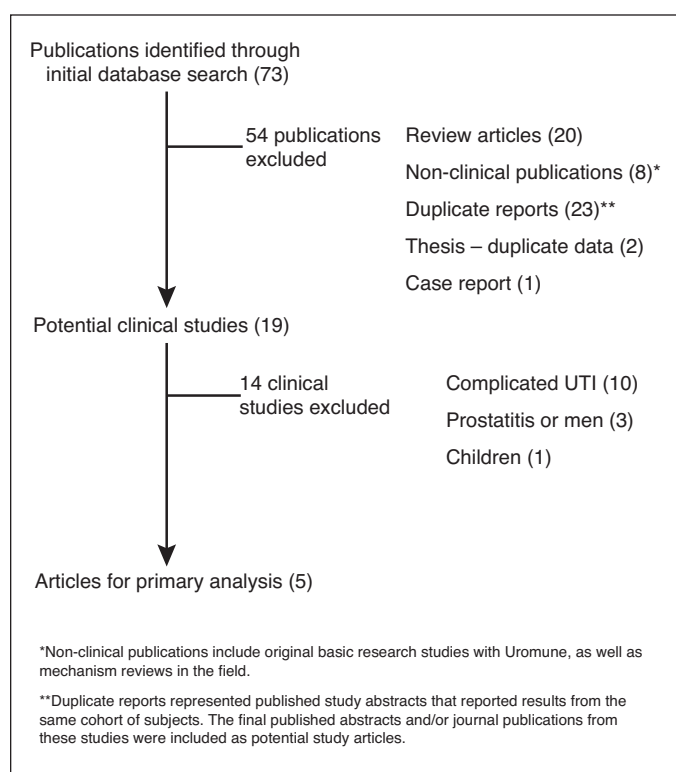 Publications identified through
initial database search (73)
54 publications
excluded
Review articles (20)
Non-clinical publications (8)*
Duplicate reports (23)**
Thesis – duplicate data (2)
Case report (1)
Potential clinical studies (19)
14 clinical
studies excluded
Complicated UTI (10)
Prostatitis or men (3)
Children (1)
Articles for primary analysis (5)
*Non-clinical publications include original basic research studies with Uromune, as well as
mechanism reviews in the field.
**Duplicate reports represented published study abstracts that reported results from the
same cohort of subjects. The final published abstracts and/or journal publications from
these studies were included as potential study articles.